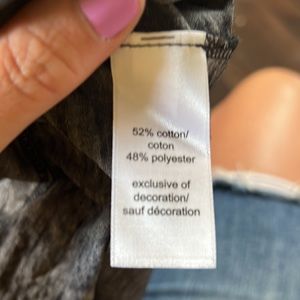 52% cotton/
coton
48% polyester
exclusive of
decoration/
sauf décoration